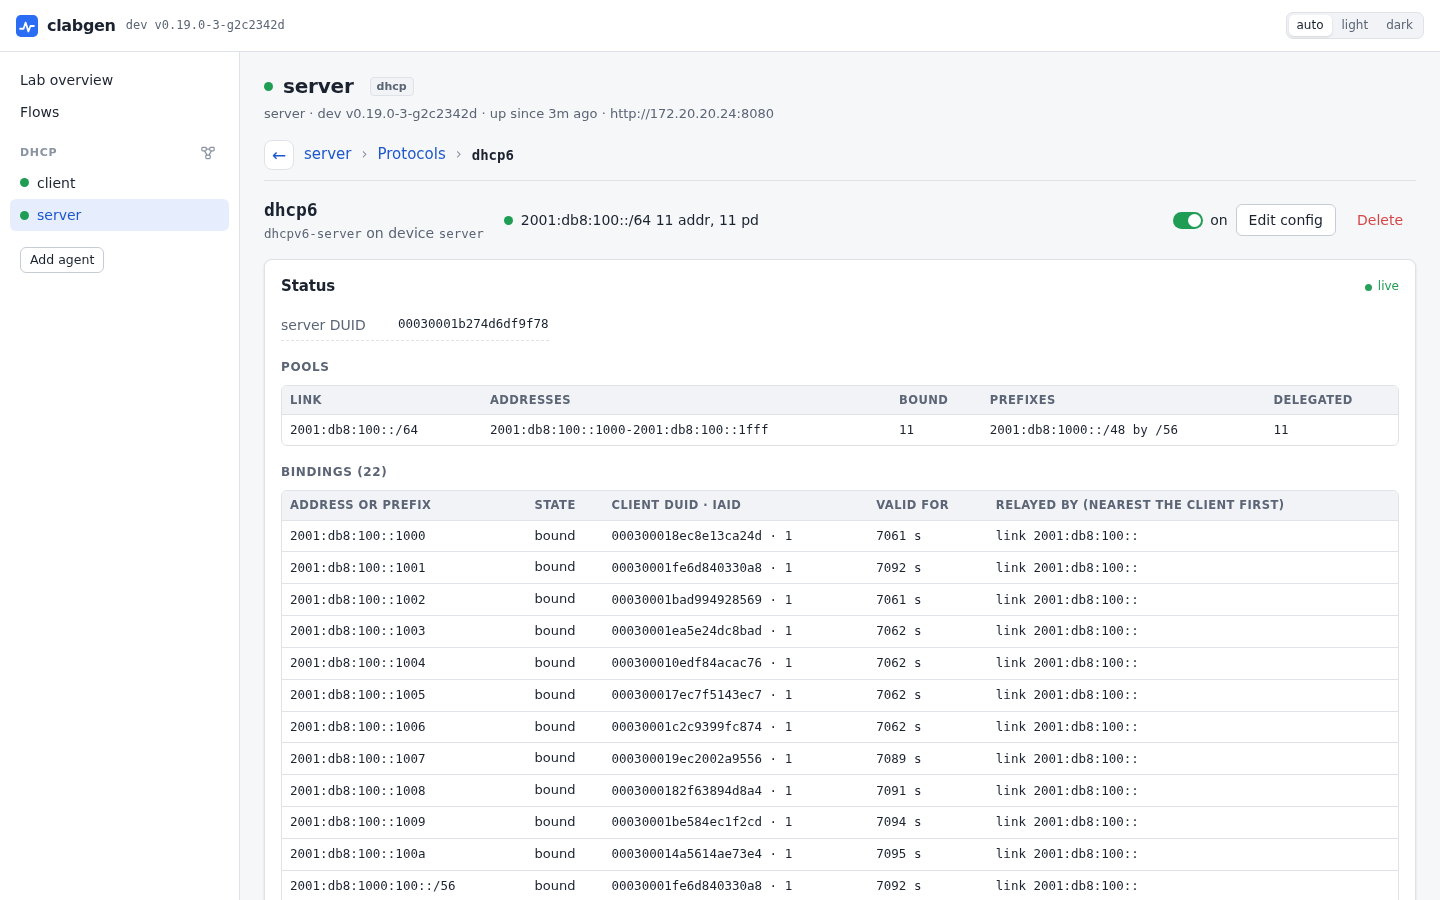 clabgen dev v0.19.0-3-g2c2342d auto light dark
Lab overview
Flows
DHCP
client
server
Add agent
server dhcp
server · dev v0.19.0-3-g2c2342d · up since 3m ago · http://172.20.20.24:8080
← server › Protocols › dhcp6
dhcp6
dhcpv6-server on device server
2001:db8:100::/64 11 addr, 11 pd
on Edit config Delete
Status live
server DUID 00030001b274d6df9f78
POOLS
LINK ADDRESSES BOUND PREFIXES DELEGATED
2001:db8:100::/64 2001:db8:100::1000-2001:db8:100::1fff 11 2001:db8:1000::/48 by /56 11
BINDINGS (22)
ADDRESS OR PREFIX STATE CLIENT DUID · IAID VALID FOR RELAYED BY (NEAREST THE CLIENT FIRST)
2001:db8:100::1000 bound 000300018ec8e13ca24d · 1 7061 s link 2001:db8:100::
2001:db8:100::1001 bound 00030001fe6d840330a8 · 1 7092 s link 2001:db8:100::
2001:db8:100::1002 bound 00030001bad994928569 · 1 7061 s link 2001:db8:100::
2001:db8:100::1003 bound 00030001ea5e24dc8bad · 1 7062 s link 2001:db8:100::
2001:db8:100::1004 bound 000300010edf84acac76 · 1 7062 s link 2001:db8:100::
2001:db8:100::1005 bound 000300017ec7f5143ec7 · 1 7062 s link 2001:db8:100::
2001:db8:100::1006 bound 00030001c2c9399fc874 · 1 7062 s link 2001:db8:100::
2001:db8:100::1007 bound 000300019ec2002a9556 · 1 7089 s link 2001:db8:100::
2001:db8:100::1008 bound 0003000182f63894d8a4 · 1 7091 s link 2001:db8:100::
2001:db8:100::1009 bound 00030001be584ec1f2cd · 1 7094 s link 2001:db8:100::
2001:db8:100::100a bound 000300014a5614ae73e4 · 1 7095 s link 2001:db8:100::
2001:db8:1000:100::/56 bound 00030001fe6d840330a8 · 1 7092 s link 2001:db8:100::